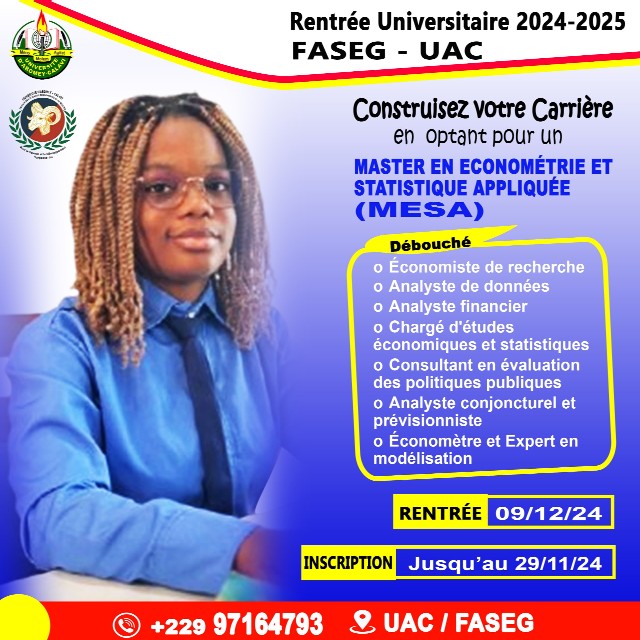 Rentrée Universitaire 2024-2025
FASEG - UAC
UNIVERSITÉ
D'ABOMEY-CALAVI
Construisez votre Carrière
en optant pour un
MASTER EN ECONOMÉTRIE ET
STATISTIQUE APPLIQUÉE
(MESA)
Débouché
o Économiste de recherche
o Analyste de données
o Analyste financier
o Chargé d'études
économiques et statistiques
o Consultant en évaluation
des politiques publiques
o Analyste conjoncturel et
prévisionniste
o Économètre et Expert en
modélisation
RENTRÉE 09/12/24
INSCRIPTION Jusqu'au 29/11/24
+229 97164793 UAC / FASEG